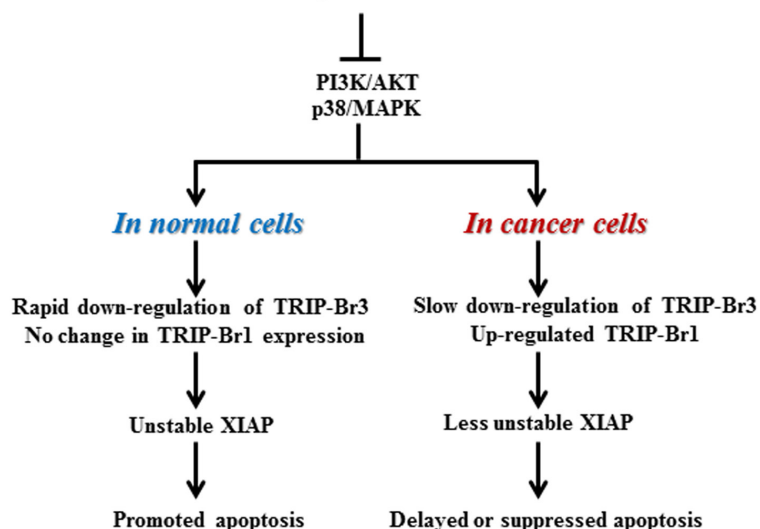 PI3K/AKT
p38/MAPK
In normal cells
In cancer cells
Rapid down-regulation of TRIP-Br3
No change in TRIP-Br1 expression
Slow down-regulation of TRIP-Br3
Up-regulated TRIP-Br1
Unstable XIAP
Less unstable XIAP
Promoted apoptosis
Delayed or suppressed apoptosis